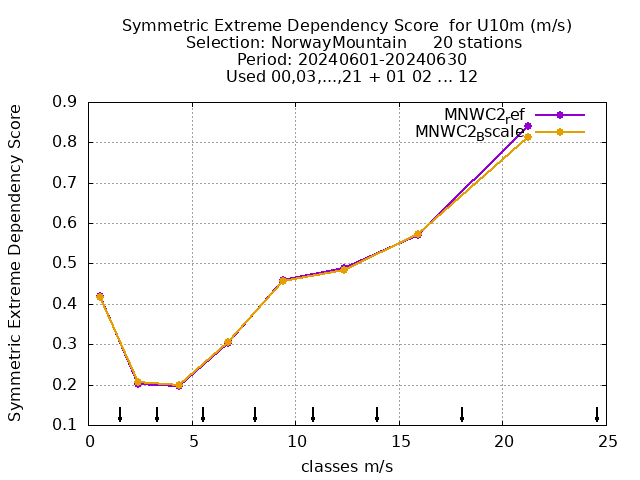 Symmetric Extreme Dependency Score  for U10m (m/s)
Selection: NorwayMountain     20 stations
Period: 20240601-20240630
Used 00,03,...,21 + 01 02 ... 12
Symmetric Extreme Dependency Score
0.9
0.8
0.7
0.6
0.5
0.4
0.3
0.2
0.1
MNWC2ref
MNWC2Bscale
0 5 10 15 20 25
classes m/s